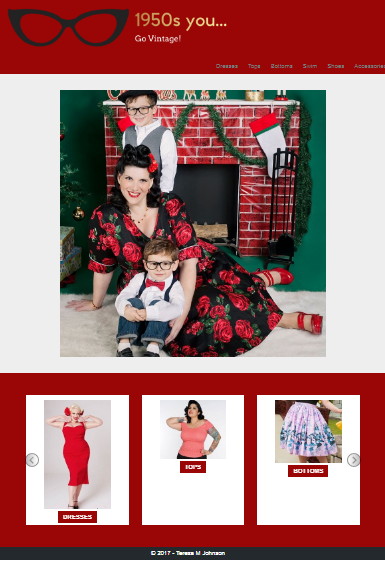 1950s you...
Go Vintage!
Dresses Tops Bottoms Swim Shoes Accessories
DRESSES
TOPS
BOTTOMS
© 2017 - Teresa M Johnson